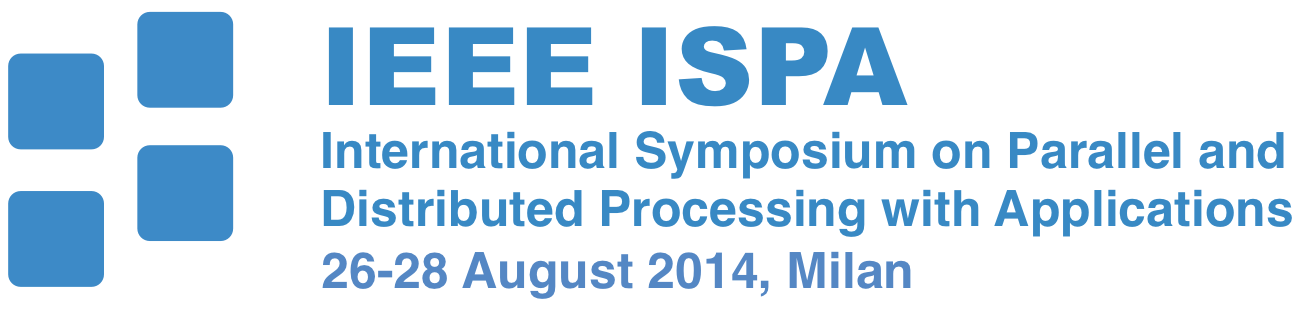 IEEE ISPA
International Symposium on Parallel and
Distributed Processing with Applications
26-28 August 2014, Milan